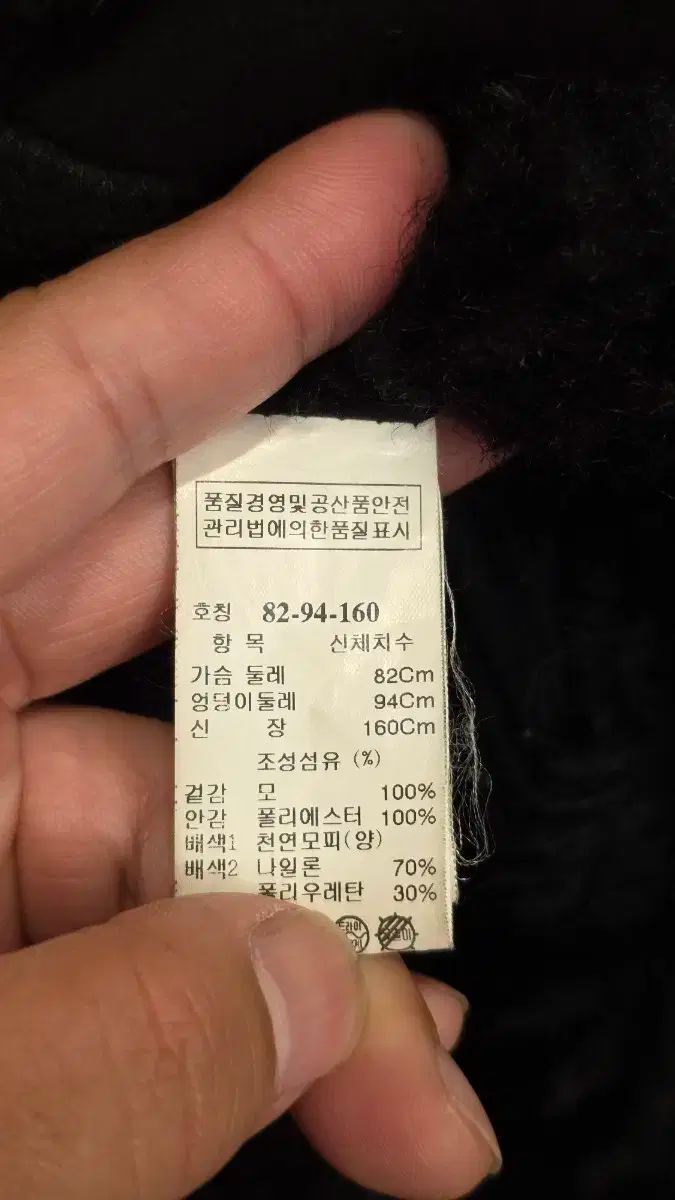 품질경영및공산품안전
관리법에의한품질표시
호칭 82-94-160
항 목 신체치수
가슴 둘레 82Cm
엉덩이둘레 94Cm
신 장 160Cm
조성섬유 (%)
겉감 모 100%
안감 폴리에스터 100%
배색1 천연모피(양)
배색2 나일론 70%
폴리우레탄 30%
드라이